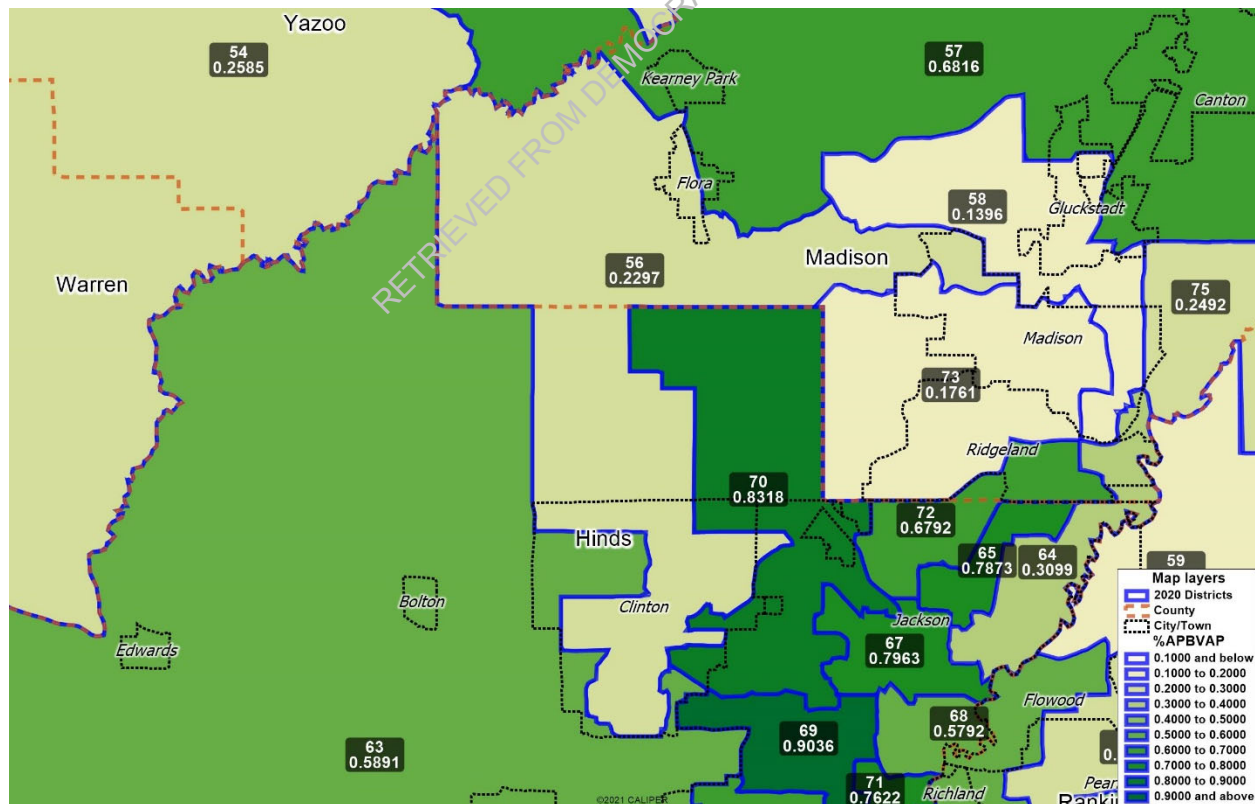 Yazoo
54
0.2585
RETRIEVED FROM DEMOCRA
57
0.6816
Kearney Park
Canton
Flora
58
0.1396
Gluckstadt
56
0.2297
Madison
Warren
75
0.2492
Madison
73
0.1761
Ridgeland
70
0.8318
72
0.6792
Hinds
65
0.7873
64
0.3099
59
Bolton
Clinton
Jackson
Edwards
67
0.7963
Flowood
68
0.5792
69
0.9036
63
0.5891
71
0.7622
Richland
Pear
Ranki
0.
©2021 CALIPER
Map layers
2020 Districts
County
City/Town
%APBVAP
0.1000 and below
0.1000 to 0.2000
0.2000 to 0.3000
0.3000 to 0.4000
0.4000 to 0.5000
0.5000 to 0.6000
0.6000 to 0.7000
0.7000 to 0.8000
0.8000 to 0.9000
0.9000 and above